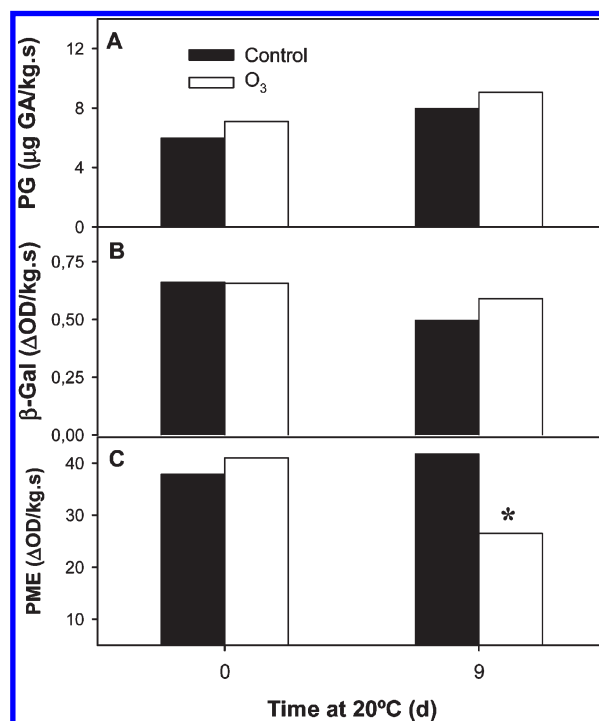 A
Control
O₃
PG (μg GA/kg.s)
12
8
4
0
B
β-Gal (ΔOD/kg.s)
0,75
0,50
0,25
0,00
C
PME (ΔOD/kg.s)
40
30
20
10
*
0
9
Time at 20ºC (d)